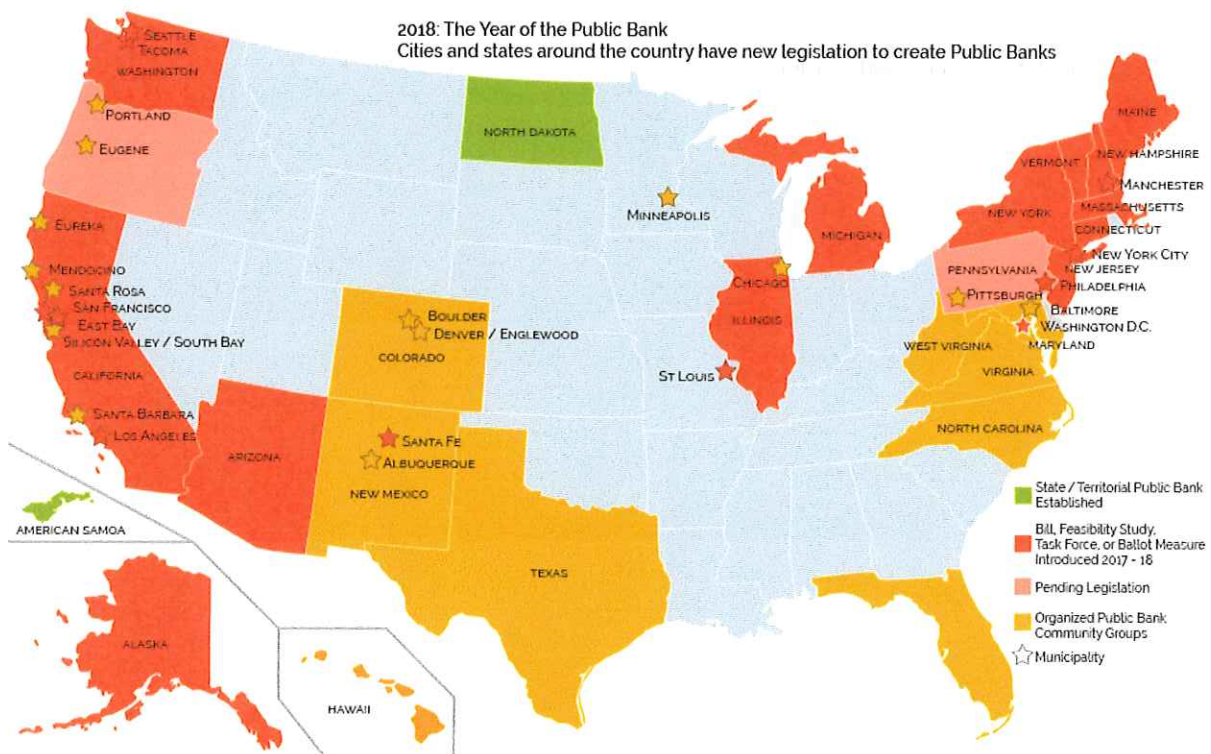 2018: The Year of the Public Bank
Cities and states around the country have new legislation to create Public Banks
SEATTLE
TACOMA
WASHINGTON
PORTLAND
EUGENE
NORTH DAKOTA
MINNEAPOLIS
MAINE
VERMONT
NEW HAMPSHIRE
MANCHESTER
MASSACHUSETTS
NEW YORK
CONNECTICUT
MICHIGAN
NEW YORK CITY
NEW JERSEY
PENNSYLVANIA
PHILADELPHIA
PITTSBURGH
BALTIMORE
WASHINGTON D.C.
MARYLAND
WEST VIRGINIA
VIRGINIA
NORTH CAROLINA
EUREKA
MENDOCINO
SANTA ROSA
SAN FRANCISCO
EAST BAY
SILICON VALLEY / SOUTH BAY
CALIFORNIA
SANTA BARBARA
LOS ANGELES
BOULDER
DENVER / ENGLEWOOD
COLORADO
CHICAGO
ILLINOIS
ST LOUIS
ARIZONA
SANTA FE
ALBUQUERQUE
NEW MEXICO
TEXAS
AMERICAN SAMOA
ALASKA
HAWAII
State / Territorial Public Bank
Established
Bill, Feasibility Study,
Task Force, or Ballot Measure
Introduced 2017 - 18
Pending Legislation
Organized Public Bank
Community Groups
Municipality